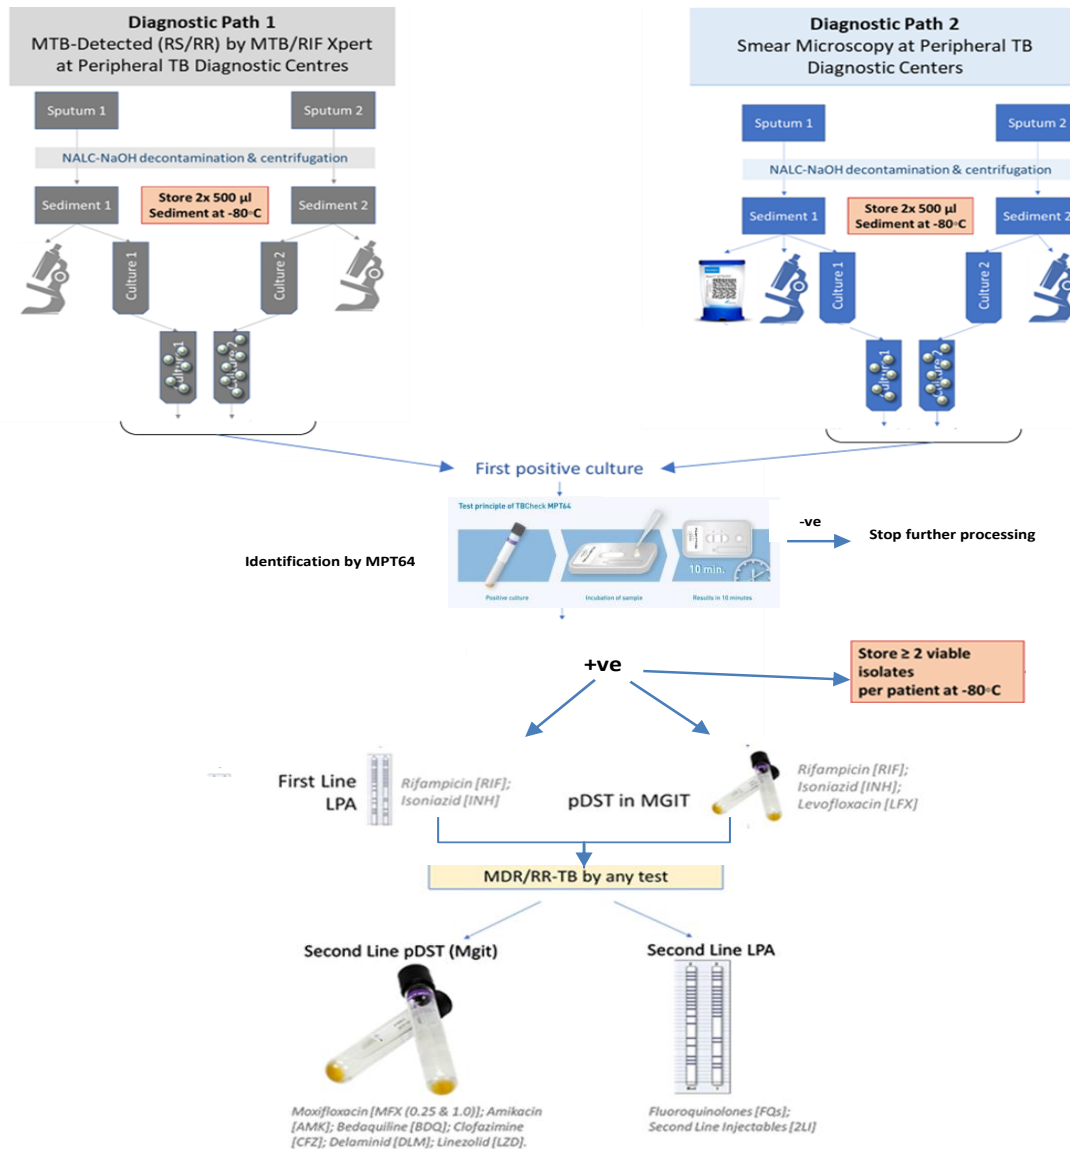 Diagnostic Path 1
MTB-Detected (RS/RR) by MTB/RIF Xpert
at Peripheral TB Diagnostic Centres
Sputum 1
Sputum 2
NALC-NaOH decontamination & centrifugation
Sediment 1
Store 2x 500 µl
Sediment at -80◦C
Sediment 2
Culture 1
Culture 2
Culture 1
Culture 2
Diagnostic Path 2
Smear Microscopy at Peripheral TB
Diagnostic Centers
Sputum 1
Sputum 2
NALC-NaOH decontamination & centrifugation
Sediment 1
Store 2x 500 µl
Sediment at -80◦C
Sediment 2
Culture 1
Culture 2
Culture 1
Culture 2
First positive culture
Identification by MPT64
Test principle of TBCheck MPT64
10 min.
Positive culture
Incubation of sample
Results in 10 minutes
-ve
Stop further processing
+ve
Store ≥ 2 viable
isolates
per patient at -80◦C
First Line
LPA
Rifampicin [RIF];
Isoniazid [INH]
pDST in MGIT
Rifampicin [RIF];
Isoniazid [INH];
Levofloxacin [LFX]
MDR/RR-TB by any test
Second Line pDST (Mgit)
Second Line LPA
Moxifloxacin [MFX (0.25 & 1.0)]; Amikacin
[AMK]; Bedaquiline [BDQ]; Clofazimine
[CFZ]; Delaminid [DLM]; Linezolid [LZD].
Fluoroquinolones [FQs];
Second Line Injectables [2LI]